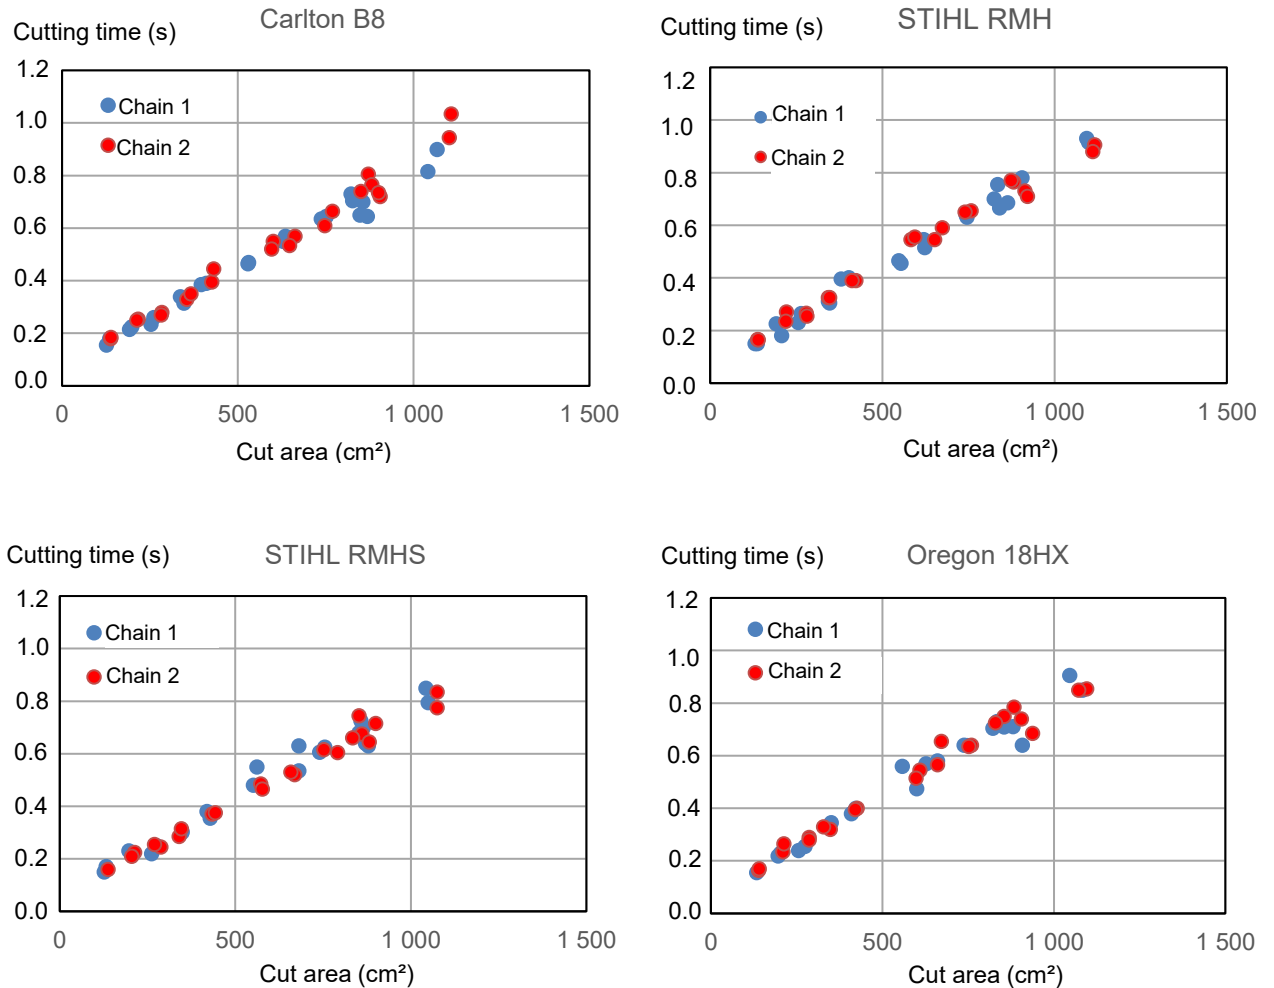 Carlton B8
Cutting time (s)
1.2
1.0
0.8
0.6
0.4
0.2
0.0
Chain 1
Chain 2
0 500 1 000 1 500
Cut area (cm²)
STIHL RMH
Cutting time (s)
1.2
1.0
0.8
0.6
0.4
0.2
0.0
Chain 1
Chain 2
0 500 1 000 1 500
Cut area (cm²)
Cutting time (s)
STIHL RMHS
1.2
1.0
0.8
0.6
0.4
0.2
0.0
Chain 1
Chain 2
0 500 1 000 1 500
Cut area (cm²)
Cutting time (s)
Oregon 18HX
1.2
1.0
0.8
0.6
0.4
0.2
0.0
Chain 1
Chain 2
0 500 1 000 1 500
Cut area (cm²)